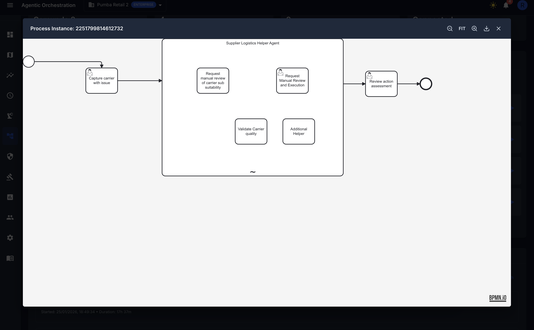 Agentic Orchestration
Process Instance: 2251799814612732
FIT
Supplier Logistics Helper Agent
Capture carrier
with issue
Request
manual review
of carrier sub
suitability
Request
Manual Review
and Execution
Review action
assessment
Validate Carrier
quality
Additional
Helper
BPMN.iO